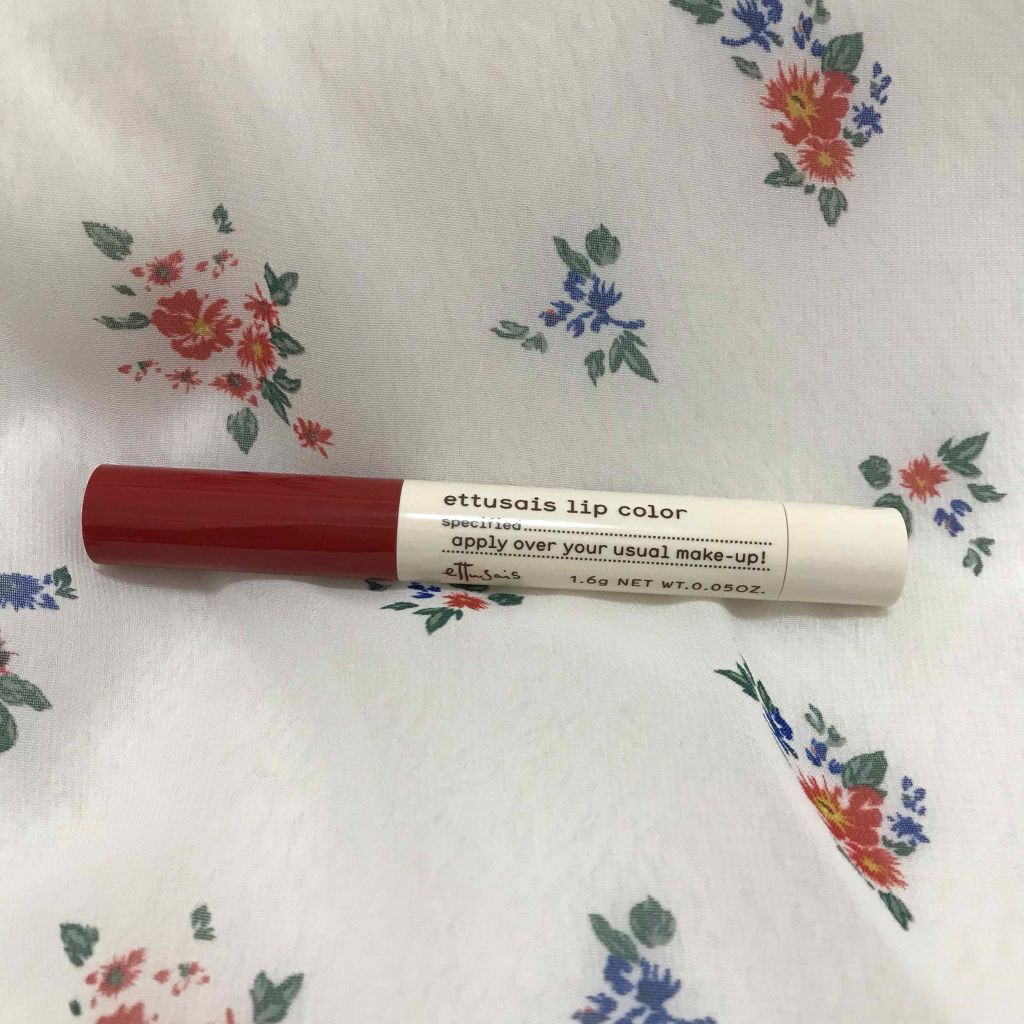 ettusais lip color
specified
apply over your usual make-up!
ettusais
1.6g NET WT.0.05OZ.